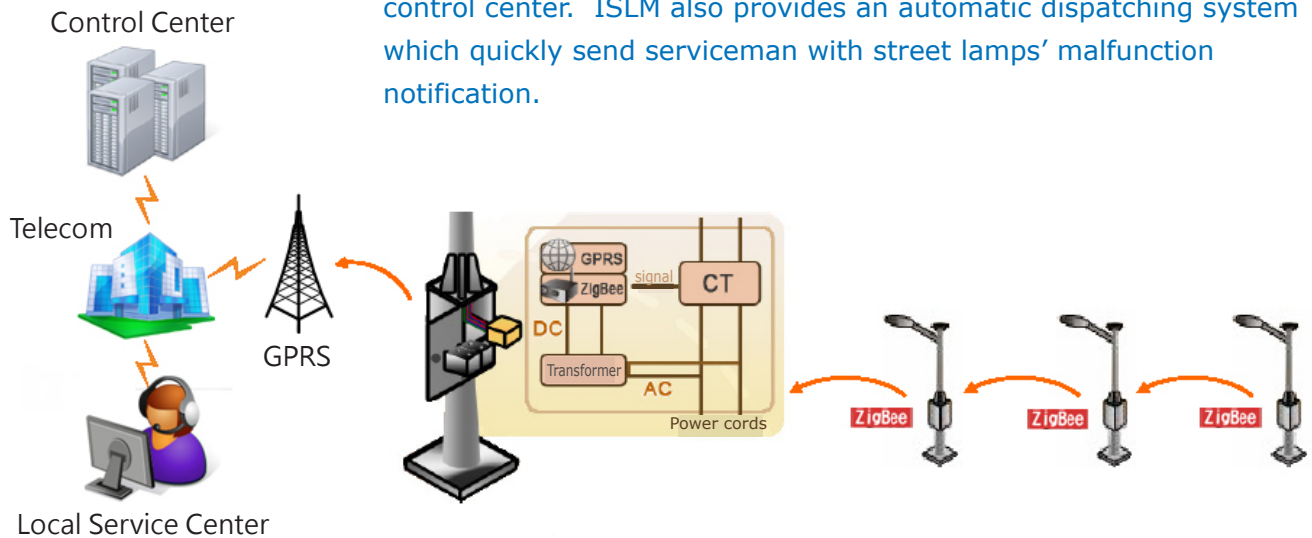 control center.  ISLM also provides an automatic dispatching system
which quickly send serviceman with street lamps’ malfunction
notification.
Control Center
Telecom
GPRS
Local Service Center
GPRS
ZigBee
signal
CT
DC
Transformer
AC
Power cords
ZigBee
ZigBee
ZigBee